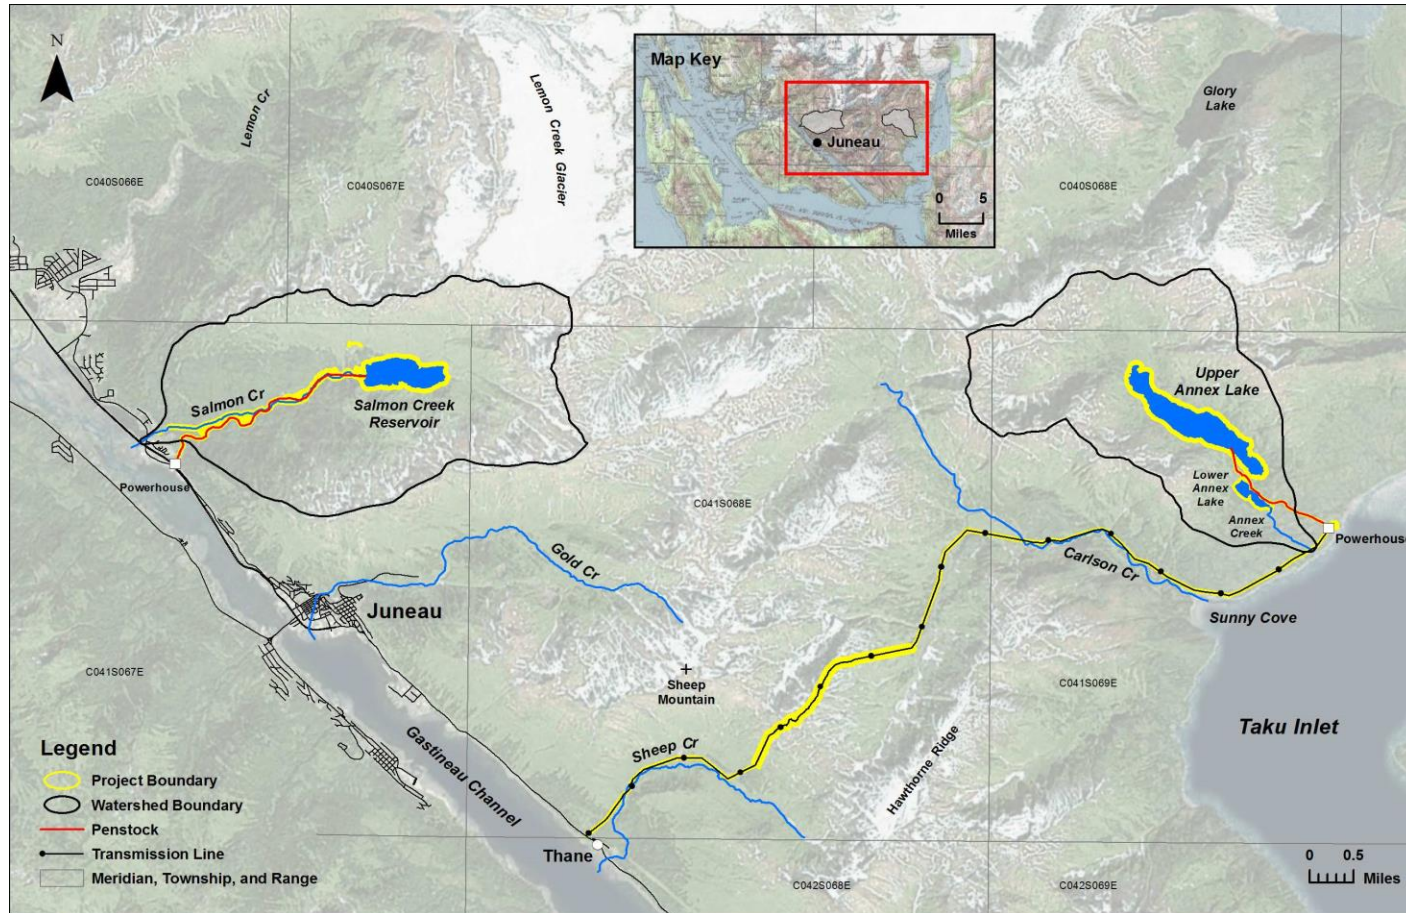 N
Lemon Cr
Lemon Creek Glacier
Map Key
Juneau
0 5
Miles
Glory
Lake
C040S066E
C040S067E
C040S068E
Salmon Cr
Salmon Creek
Reservoir
Powerhouse
Upper
Annex Lake
Lower
Annex
Lake
Annex
Creek
Powerhouse
C041S068E
Gold Cr
Carlson Cr
Juneau
Sunny Cove
C041S067E
Sheep
Mountain
C041S069E
Taku Inlet
Hawthorne Ridge
Sheep Cr
Gastineau Channel
Thane
Legend
Project Boundary
Watershed Boundary
Penstock
Transmission Line
Meridian, Township, and Range
C042S068E
C042S069E
0 0.5
Miles